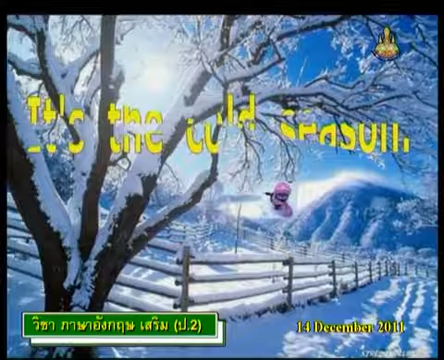 It's the cold season.
วิชา ภาษาอังกฤษ เสริม (ป.2)
14 December 2011